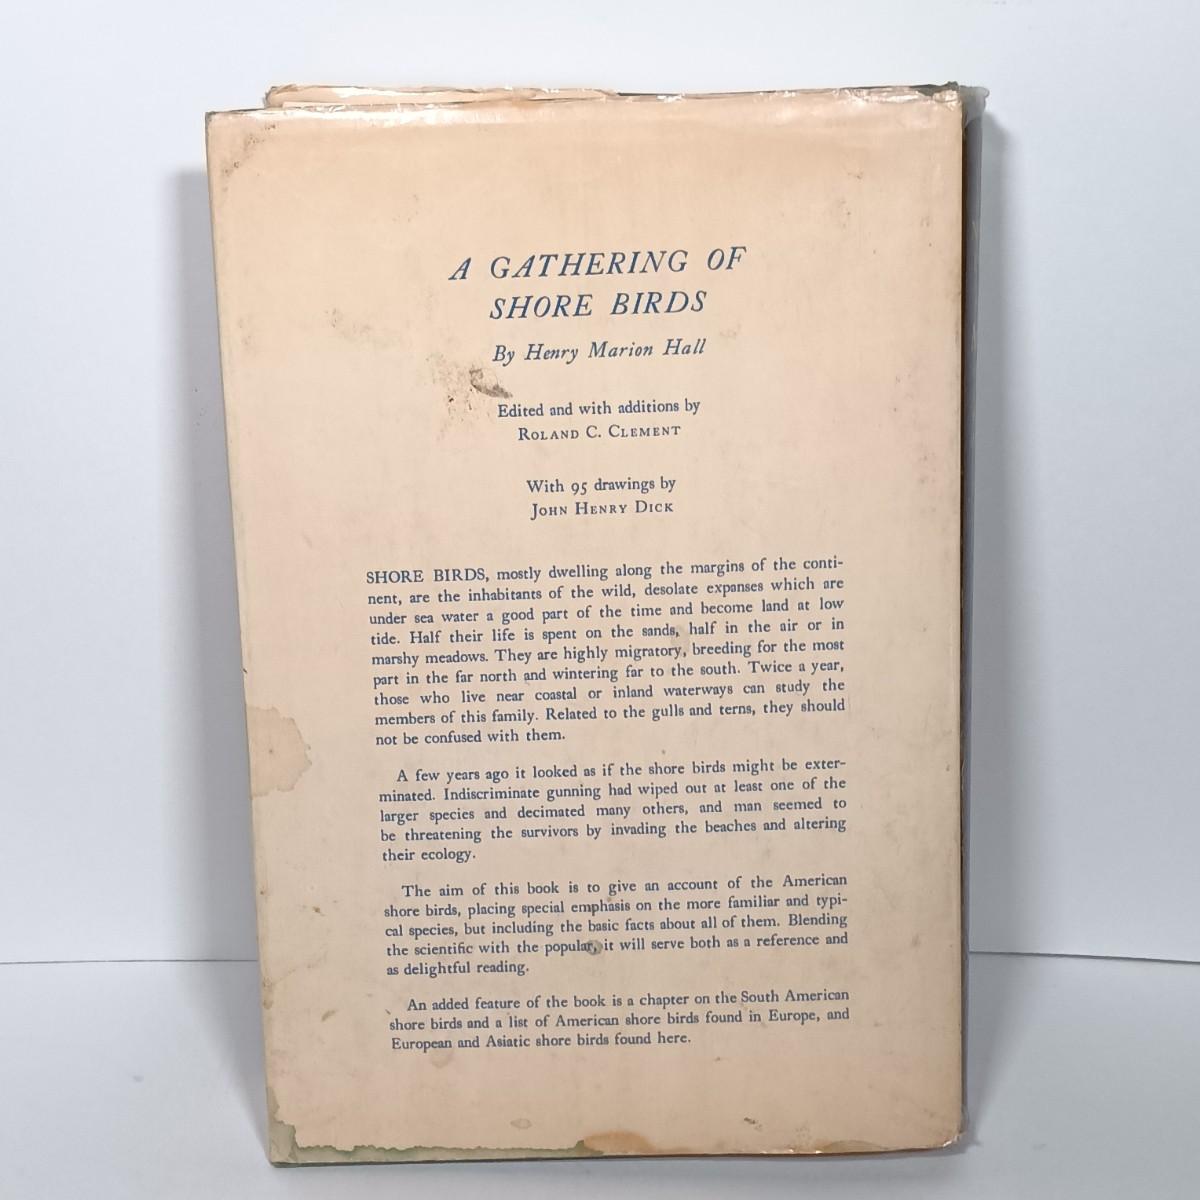 A GATHERING OF
SHORE BIRDS
By Henry Marion Hall
Edited and with additions by
ROLAND C. CLEMENT
With 95 drawings by
JOHN HENRY DICK
SHORE BIRDS, mostly dwelling along the margins of the conti-
nent, are the inhabitants of the wild, desolate expanses which are
under sea water a good part of the time and become land at low
tide. Half their life is spent on the sands, half in the air or in
marshy meadows. They are highly migratory, breeding for the most
part in the far north and wintering far to the south. Twice a year,
those who live near coastal or inland waterways can study the
members of this family. Related to the gulls and terns, they should
not be confused with them.
A few years ago it looked as if the shore birds might be exter-
minated. Indiscriminate gunning had wiped out at least one of the
larger species and decimated many others, and man seemed to
be threatening the survivors by invading the beaches and altering
their ecology.
The aim of this book is to give an account of the American
shore birds, placing special emphasis on the more familiar and typi-
cal species, but including the basic facts about all of them. Blending
the scientific with the popular, it will serve both as a reference and
as delightful reading.
An added feature of the book is a chapter on the South American
shore birds and a list of American shore birds found in Europe, and
European and Asiatic shore birds found here.